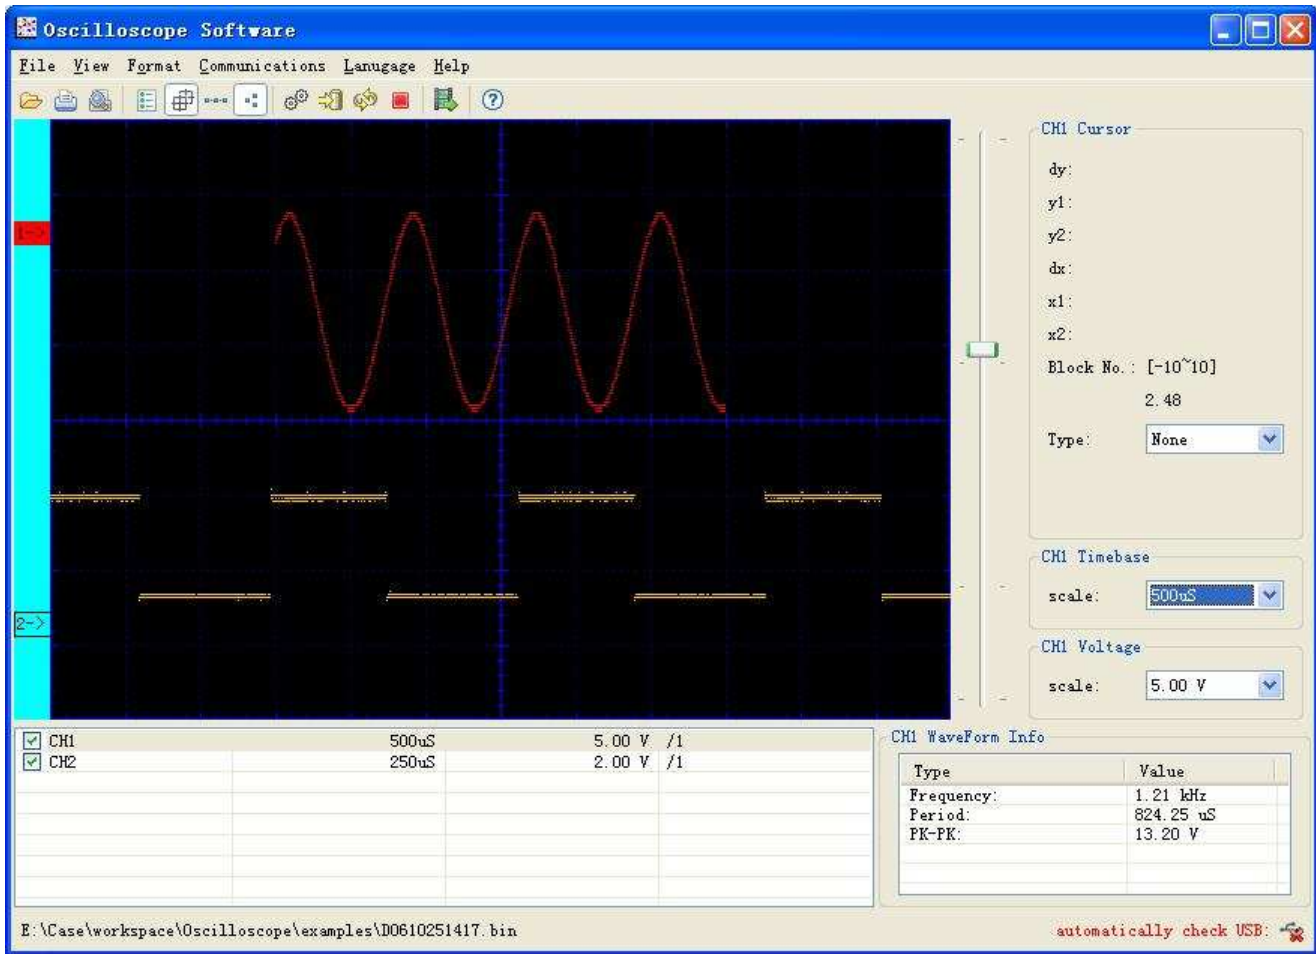 Oscilloscope Software
File View Format Communications Lanugage Help
CH1 Cursor
dy:
y1:
y2:
dx:
x1:
x2:
Block No.: [-10~10]
2.48
Type: None
1->
2->
CH1 Timebase
scale: 500uS
CH1 Voltage
scale: 5.00 V
CH1 500uS 5.00 V /1
CH2 250uS 2.00 V /1
CH1 WaveForm Info
Type Value
Frequency: 1.21 kHz
Period: 824.25 uS
PK-PK: 13.20 V
E:\Case\workspace\Oscilloscope\examples\D0610251417.bin
automatically check USB: